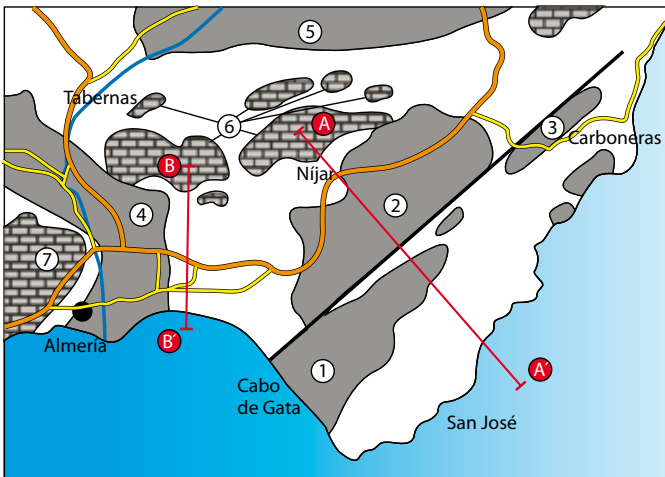 5
Tabernas
6
A
3
Carboneras
B
Níjar
4
2
7
Almería
B´
1
A´
Cabo
de Gata
San José